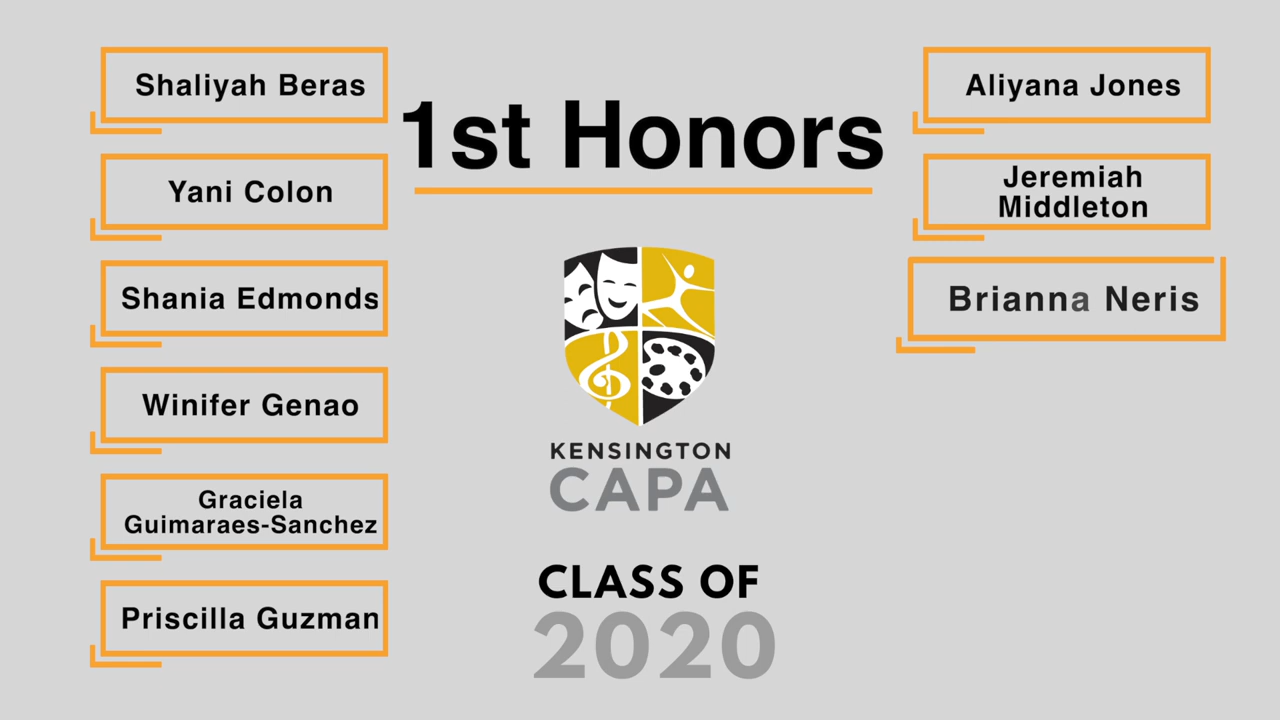 Shaliyah Beras
Yani Colon
Shania Edmonds
Winifer Genao
Graciela
Guimaraes-Sanchez
Priscilla Guzman
1st Honors
KENSINGTON
CAPA
CLASS OF
2020
Aliyana Jones
Jeremiah
Middleton
Brianna Neris